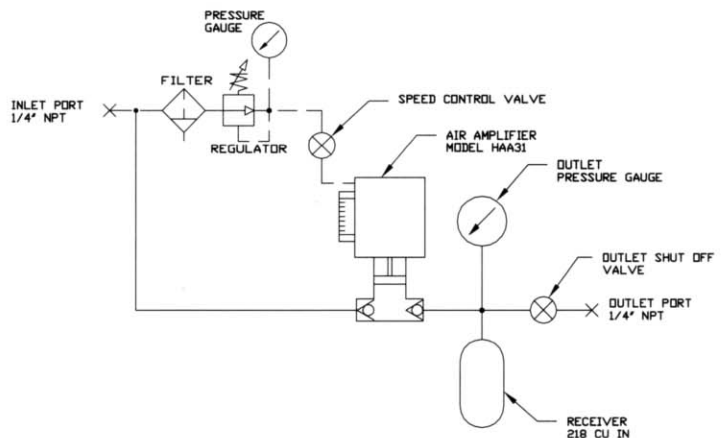 PRESSURE
GAUGE
FILTER
INLET PORT
1/4" NPT
REGULATOR
SPEED CONTROL VALVE
AIR AMPLIFIER
MODEL HAA31
OUTLET
PRESSURE GAUGE
OUTLET SHUT OFF
VALVE
OUTLET PORT
1/4" NPT
RECEIVER
218 CU IN